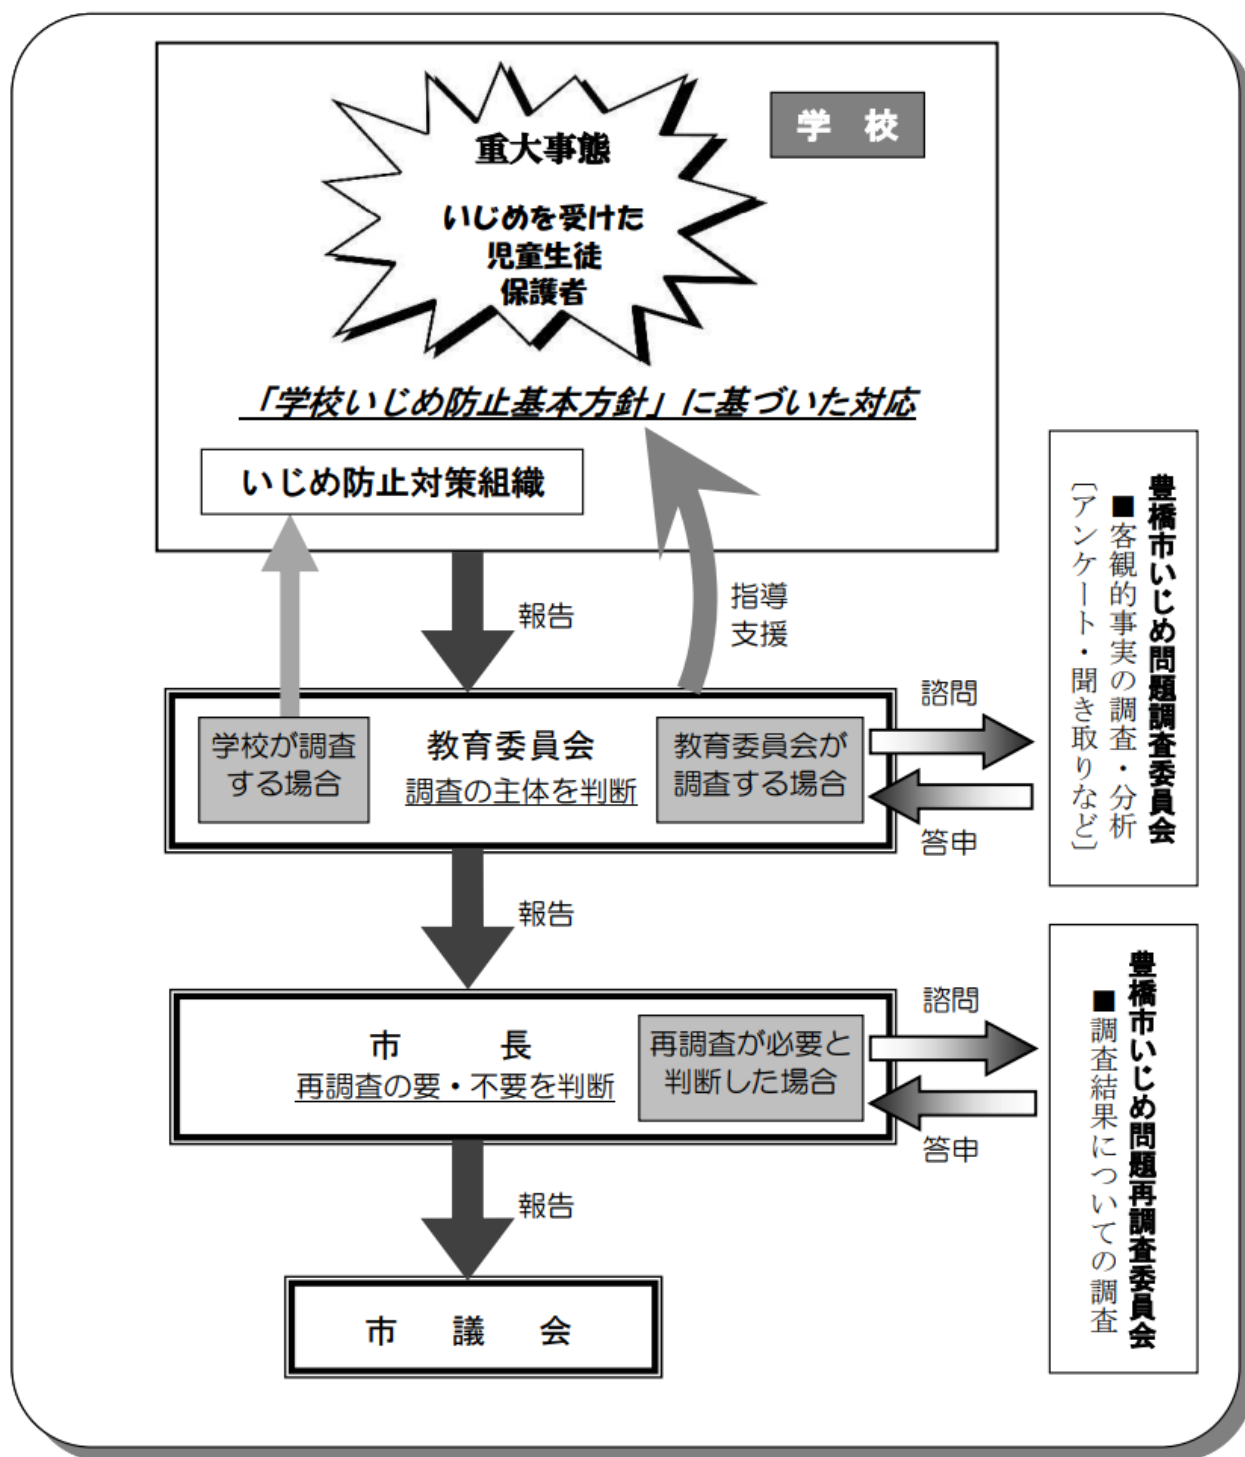 学　校
重大事態
いじめを受けた
児童生徒
保護者
「学校いじめ防止基本方針」に基づいた対応
いじめ防止対策組織
報告
指導
支援
学校が調査
する場合
教育委員会
調査の主体を判断
教育委員会が
調査する場合
諮問
答申
豊橋市いじめ問題調査委員会
■客観的事実の調査・分析
〔アンケート・聞き取りなど〕
報告
市　　長
再調査の要・不要を判断
再調査が必要と
判断した場合
諮問
答申
豊橋市いじめ問題再調査委員会
■調査結果についての調査
報告
市　議　会